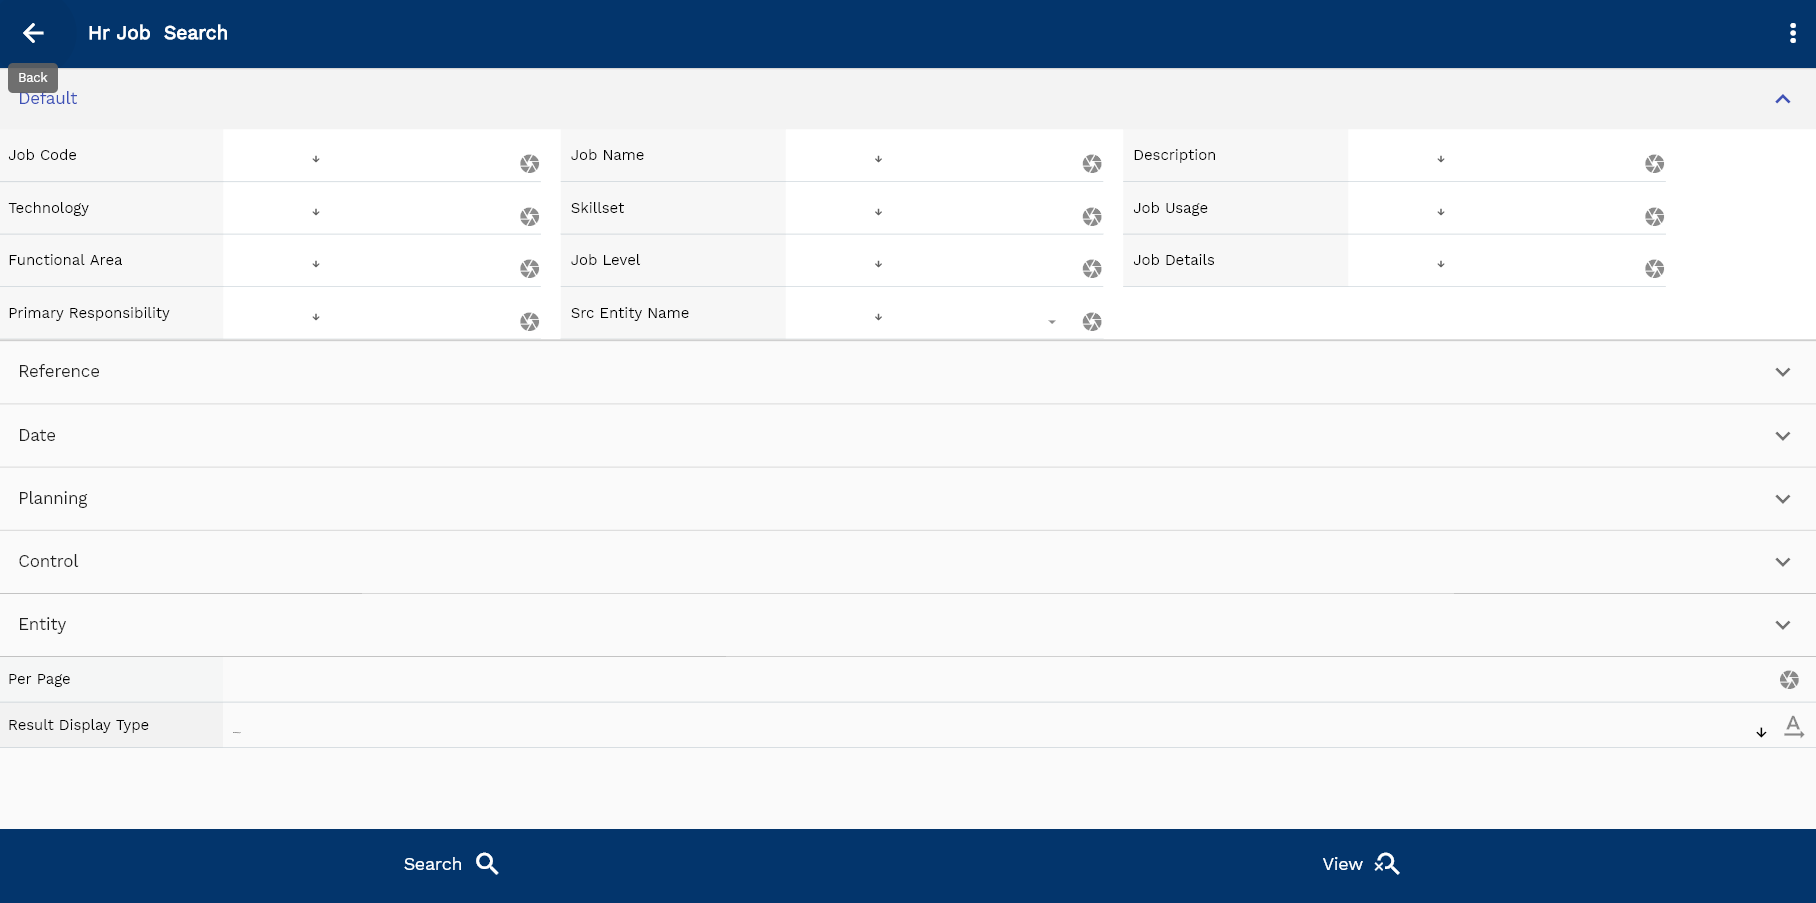 Hr Job Search
Back
Default
Job Code
Job Name
Description
Technology
Skillset
Job Usage
Functional Area
Job Level
Job Details
Primary Responsibility
Src Entity Name
Reference
Date
Planning
Control
Entity
Per Page
Result Display Type
Search
View